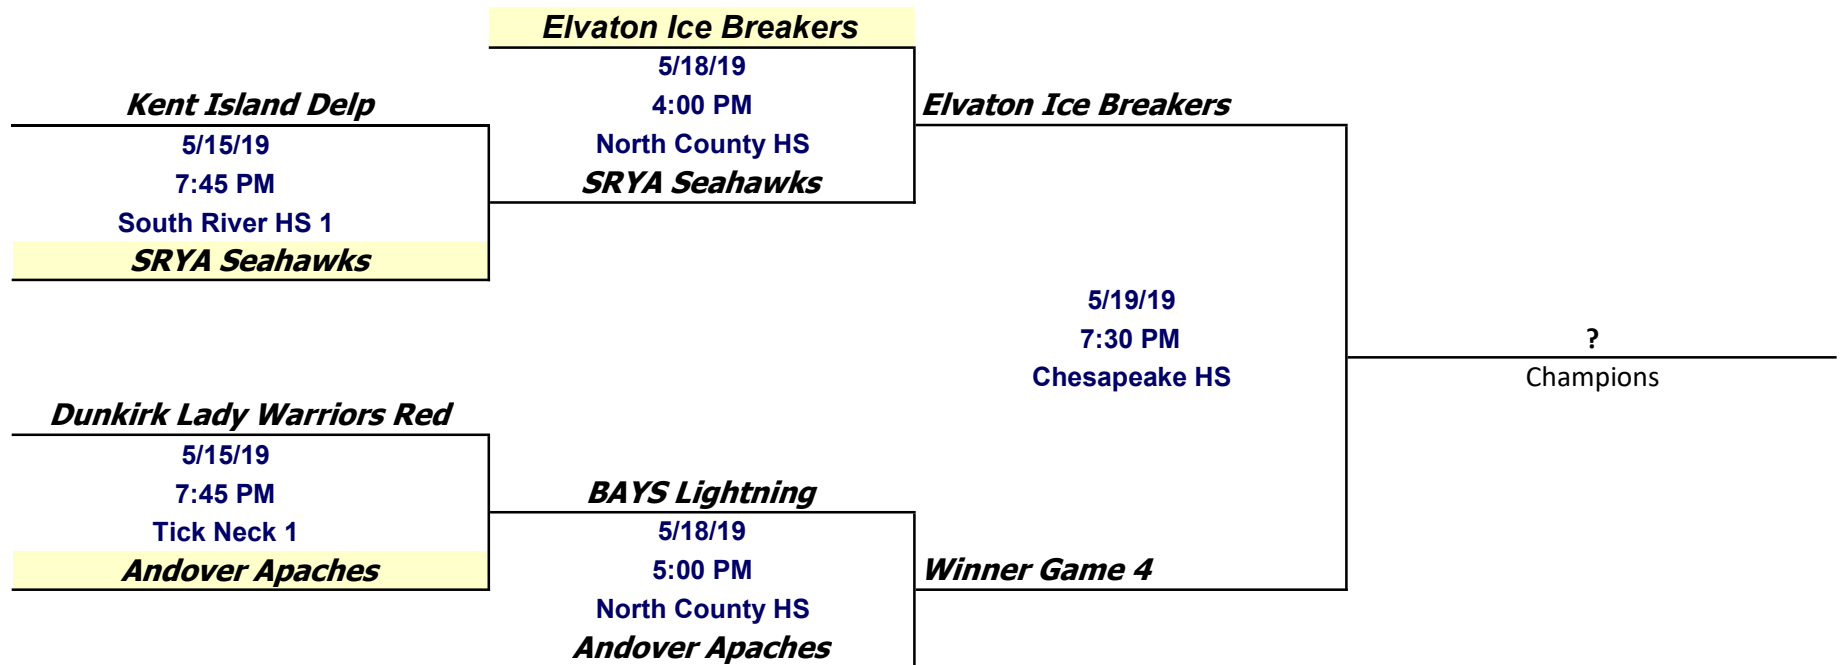 Elvaton Ice Breakers
5/18/19
4:00 PM
North County HS
SRYA Seahawks
Kent Island Delp
5/15/19
7:45 PM
South River HS 1
SRYA Seahawks
Elvaton Ice Breakers
5/19/19
7:30 PM
Chesapeake HS
?
Champions
Dunkirk Lady Warriors Red
5/15/19
7:45 PM
Tick Neck 1
Andover Apaches
BAYS Lightning
5/18/19
5:00 PM
North County HS
Andover Apaches
Winner Game 4